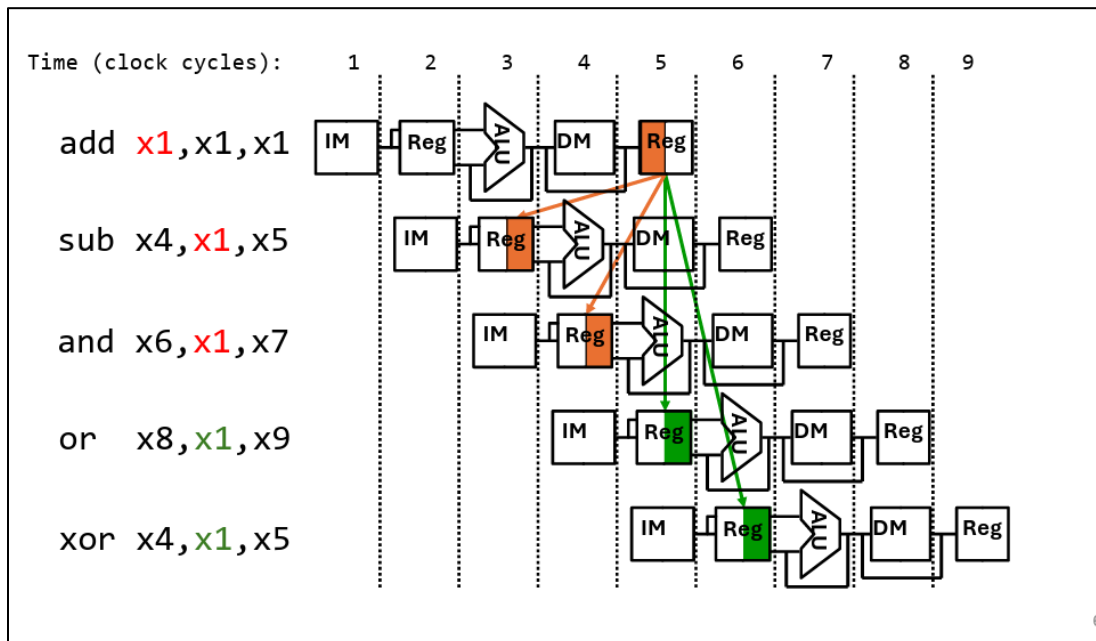 Time (clock cycles): 1 2 3 4 5 6 7 8 9
add x1,x1,x1 IM Reg ALU DM Reg
sub x4,x1,x5 IM Reg ALU DM Reg
and x6,x1,x7 IM Reg ALU DM Reg
or x8,x1,x9 IM Reg ALU DM Reg
xor x4,x1,x5 IM Reg ALU DM Reg